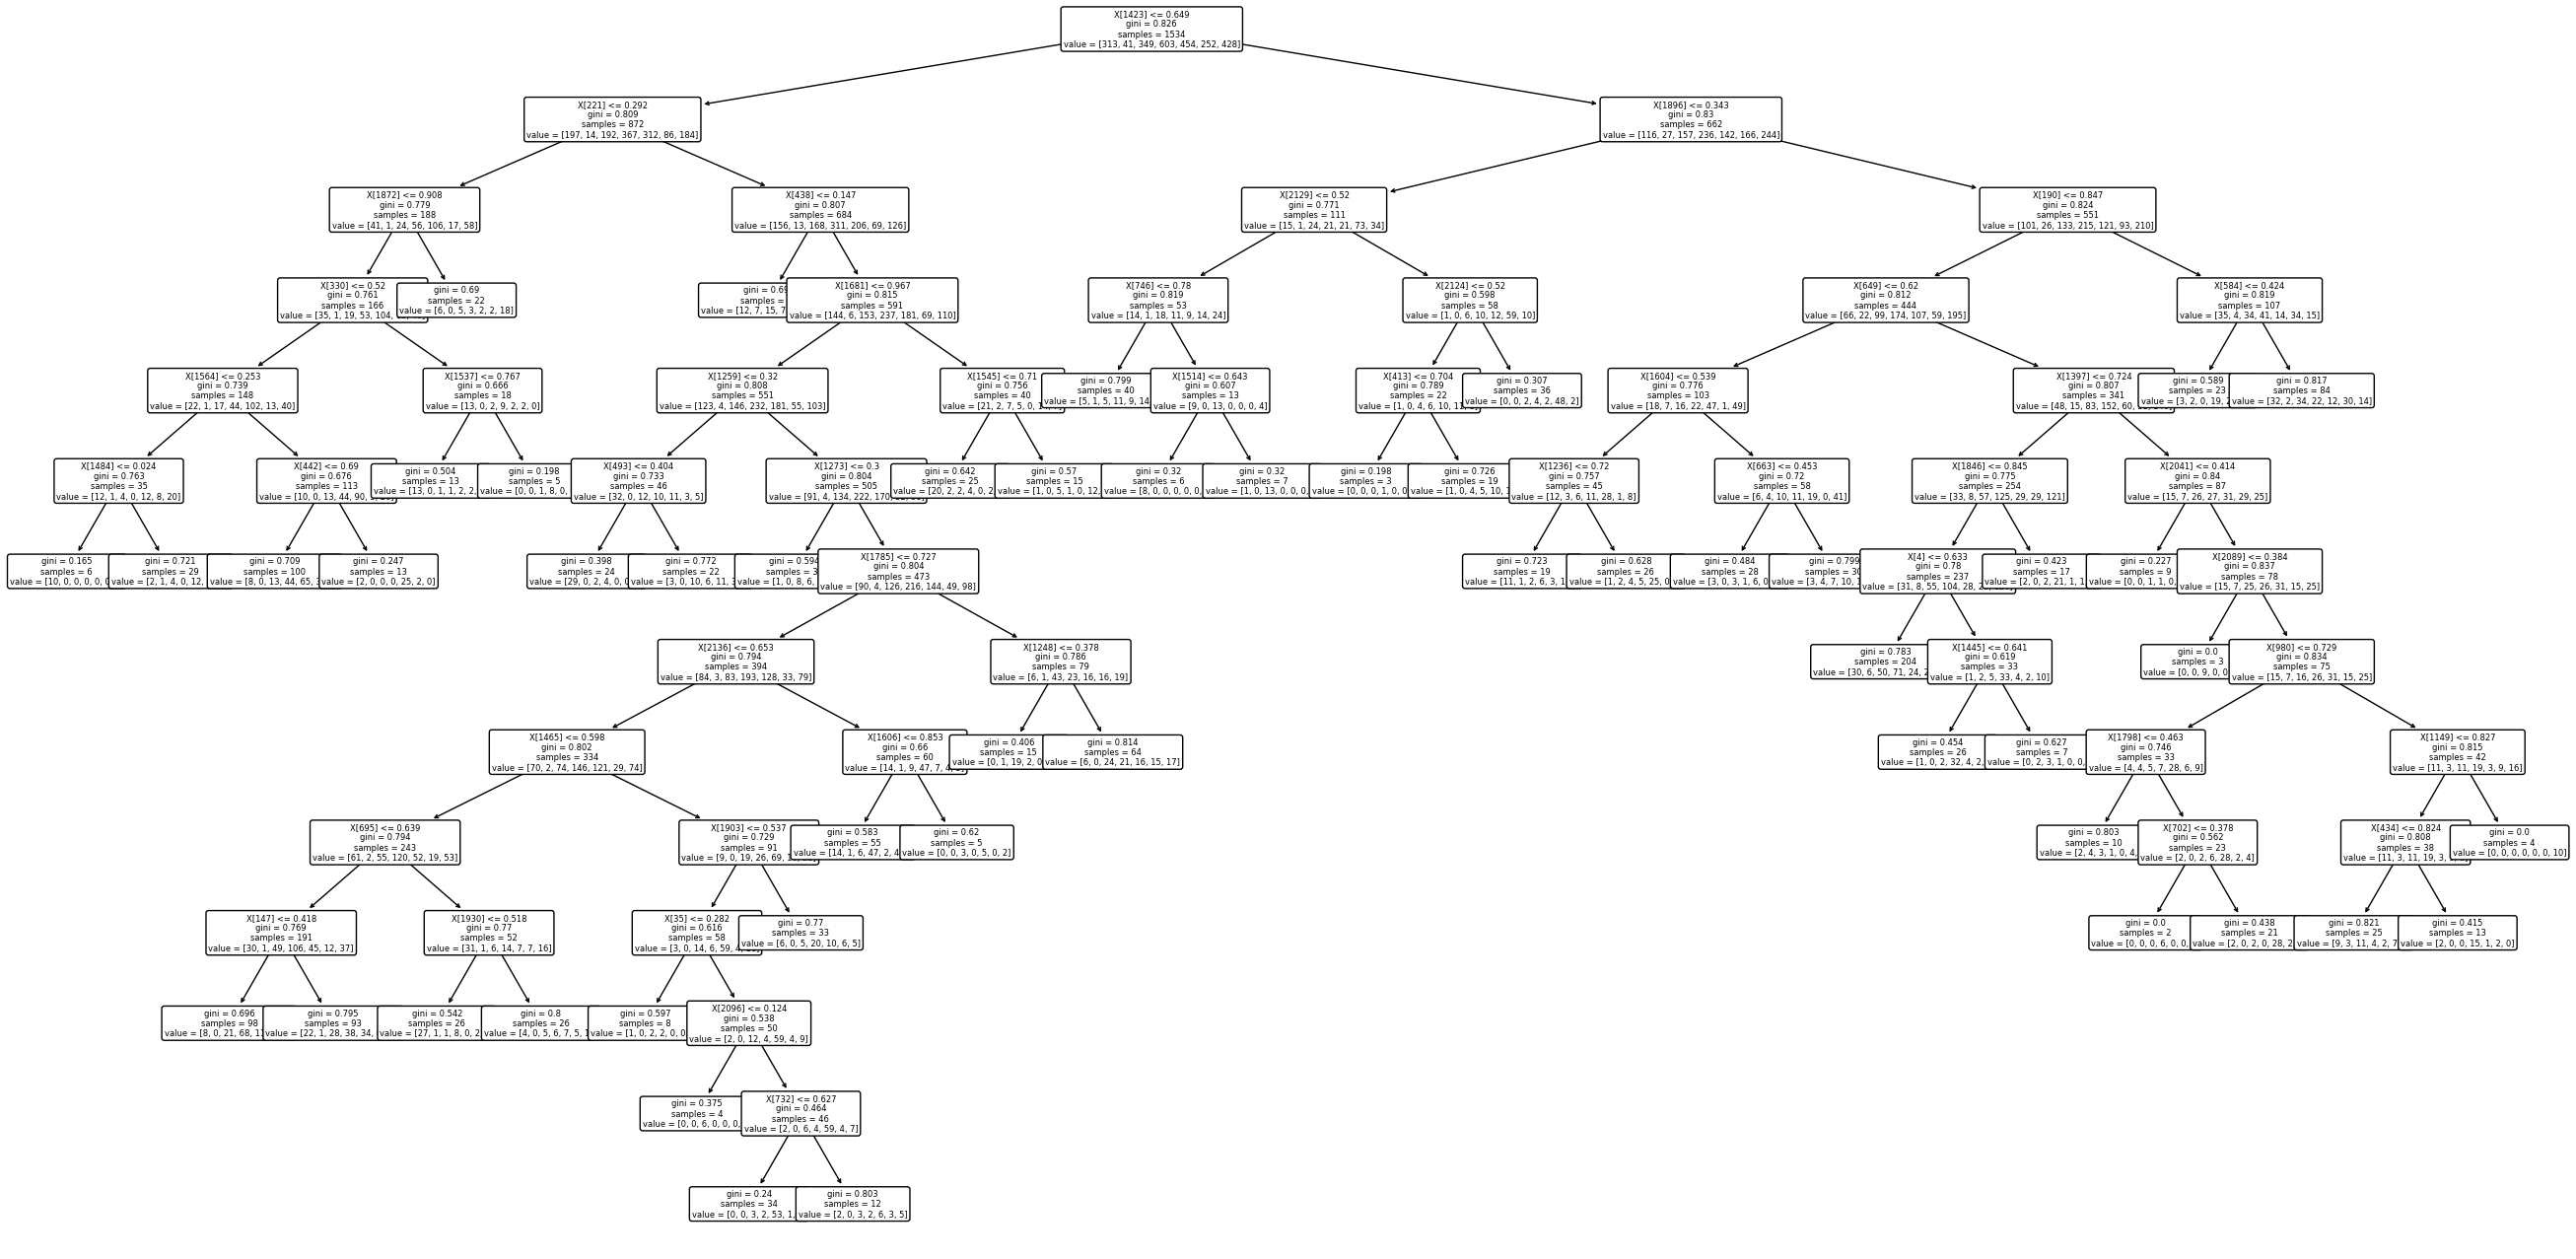 X[1423] <= 0.649
gini = 0.826
samples = 1534
value = [313, 41, 349, 603, 454, 252, 428]
X[221] <= 0.292
gini = 0.809
samples = 872
value = [197, 14, 192, 367, 312, 86, 184]
X[1896] <= 0.343
gini = 0.83
samples = 662
value = [116, 27, 157, 236, 142, 166, 244]
X[1872] <= 0.908
gini = 0.779
samples = 188
value = [41, 1, 24, 56, 106, 17, 58]
X[438] <= 0.147
gini = 0.807
samples = 684
value = [156, 13, 168, 311, 206, 69, 126]
X[2129] <= 0.52
gini = 0.771
samples = 111
value = [15, 1, 24, 21, 21, 73, 34]
X[190] <= 0.847
gini = 0.824
samples = 551
value = [101, 26, 133, 215, 121, 93, 210]
X[330] <= 0.52
gini = 0.761
samples = 166
value = [35, 1, 19, 53, 104,
gini = 0.69
samples = 22
value = [6, 0, 5, 3, 2, 2, 18]
gini =
samples =
value = [12, 7, 15,
X[1681] <= 0.967
gini = 0.815
samples = 591
value = [144, 6, 153, 237, 181, 69, 110]
X[746] <= 0.78
gini = 0.819
samples = 53
value = [14, 1, 18, 11, 9, 14, 24]
X[2124] <= 0.52
gini = 0.598
samples = 58
value = [1, 0, 6, 10, 12, 59, 10]
X[649] <= 0.62
gini = 0.812
samples = 444
value = [66, 22, 99, 174, 107, 59, 195]
X[584] <= 0.424
gini = 0.819
samples = 107
value = [35, 4, 34, 41, 14, 34, 15]
X[1564] <= 0.253
gini = 0.739
samples = 148
value = [22, 1, 17, 44, 102, 13, 40]
X[1537] <= 0.767
gini = 0.666
samples = 18
value = [13, 0, 2, 9, 2, 2, 0]
X[1259] <= 0.32
gini = 0.808
samples = 551
value = [123, 4, 146, 232, 181, 55, 103]
X[1545] <= 0.71
gini = 0.756
samples = 40
value = [21, 2, 7, 5, 0,
gini = 0.799
samples = 40
value = [5, 1, 5, 11, 9, 14
X[1514] <= 0.643
gini = 0.607
samples = 13
value = [9, 0, 13, 0, 0, 0, 4]
X[413] <= 0.704
gini = 0.789
samples = 22
value = [1, 0, 4, 6, 10, 11,
gini = 0.307
samples = 36
value = [0, 0, 2, 4, 2, 48, 2]
X[1604] <= 0.539
gini = 0.776
samples = 103
value = [18, 7, 16, 22, 47, 1, 49]
X[1397] <= 0.724
gini = 0.807
samples = 341
value = [48, 15, 83, 152, 60,
gini = 0.589
samples = 23
value = [3, 2, 0, 19,
gini = 0.817
samples = 84
value = [32, 2, 34, 22, 12, 30, 14]
X[1484] <= 0.024
gini = 0.763
samples = 35
value = [12, 1, 4, 0, 12, 8, 20]
X[442] <= 0.69
gini = 0.676
samples = 113
value = [10, 0, 13, 44, 90,
gini = 0.504
samples = 13
value = [13, 0, 1, 1, 2, 2,
gini = 0.198
samples = 5
value = [0, 0, 1, 8, 0,
X[493] <= 0.404
gini = 0.733
samples = 46
value = [32, 0, 12, 10, 11, 3, 5]
X[1273] <= 0.3
gini = 0.804
samples = 505
value = [91, 4, 134, 222, 170,
gini = 0.642
samples = 25
value = [20, 2, 2, 4, 0, 2
gini = 0.57
samples = 15
value = [1, 0, 5, 1, 0, 12,
gini = 0.32
samples = 6
value = [8, 0, 0, 0, 0, 0,
gini = 0.32
samples = 7
value = [1, 0, 13, 0, 0, 0,
gini = 0.198
samples = 3
value = [0, 0, 0, 1, 0, 0
gini = 0.726
samples = 19
value = [1, 0, 4, 5, 10,
X[1236] <= 0.72
gini = 0.757
samples = 45
value = [12, 3, 6, 11, 28, 1, 8]
X[663] <= 0.453
gini = 0.72
samples = 58
value = [6, 4, 10, 11, 19, 0, 41]
X[1846] <= 0.845
gini = 0.775
samples = 254
value = [33, 8, 57, 125, 29, 29, 121]
X[2041] <= 0.414
gini = 0.84
samples = 87
value = [15, 7, 26, 27, 31, 29, 25]
gini = 0.165
samples = 6
value = [10, 0, 0, 0, 0, 0
gini = 0.721
samples = 29
value = [2, 1, 4, 0, 12,
gini = 0.709
samples = 100
value = [8, 0, 13, 44, 65,
gini = 0.247
samples = 13
value = [2, 0, 0, 0, 25, 2, 0]
gini = 0.398
samples = 24
value = [29, 0, 2, 4, 0, 0
gini = 0.772
samples = 22
value = [3, 0, 10, 6, 11,
gini = 0.594
samples =
value = [1, 0, 8, 6,
X[1785] <= 0.727
gini = 0.804
samples = 473
value = [90, 4, 126, 216, 144, 49, 98]
gini = 0.723
samples = 19
value = [11, 1, 2, 6, 3, 1
gini = 0.628
samples = 26
value = [1, 2, 4, 5, 25, 0
gini = 0.484
samples = 28
value = [3, 0, 3, 1, 6, 0
gini = 0.799
samples = 30
value = [3, 4, 7, 10,
X[4] <= 0.633
gini = 0.78
samples = 237
value = [31, 8, 55, 104, 28,
gini = 0.423
samples = 17
value = [2, 0, 2, 21, 1, 1
gini = 0.227
samples = 9
value = [0, 0, 1, 1, 0,
X[2089] <= 0.384
gini = 0.837
samples = 78
value = [15, 7, 25, 26, 31, 15, 25]
X[2136] <= 0.653
gini = 0.794
samples = 394
value = [84, 3, 83, 193, 128, 33, 79]
X[1248] <= 0.378
gini = 0.786
samples = 79
value = [6, 1, 43, 23, 16, 16, 19]
gini = 0.783
samples = 204
value = [30, 6, 50, 71, 24,
X[1445] <= 0.641
gini = 0.619
samples = 33
value = [1, 2, 5, 33, 4, 2, 10]
gini = 0.0
samples = 3
value = [0, 0, 9, 0, 0
X[980] <= 0.729
gini = 0.834
samples = 75
value = [15, 7, 16, 26, 31, 15, 25]
X[1465] <= 0.598
gini = 0.802
samples = 334
value = [70, 2, 74, 146, 121, 29, 74]
X[1606] <= 0.853
gini = 0.66
samples = 60
value = [14, 1, 9, 47, 7,
gini = 0.406
samples = 15
value = [0, 1, 19, 2, 0
gini = 0.814
samples = 64
value = [6, 0, 24, 21, 16, 15, 17]
gini = 0.454
samples = 26
value = [1, 0, 2, 32, 4, 2,
gini = 0.627
samples = 7
value = [0, 2, 3, 1, 0, 0,
X[1798] <= 0.463
gini = 0.746
samples = 33
value = [4, 4, 5, 7, 28, 6, 9]
X[1149] <= 0.827
gini = 0.815
samples = 42
value = [11, 3, 11, 19, 3, 9, 16]
X[695] <= 0.639
gini = 0.794
samples = 243
value = [61, 2, 55, 120, 52, 19, 53]
X[1903] <= 0.537
gini = 0.729
samples = 91
value = [9, 0, 19, 26, 69,
gini = 0.583
samples = 55
value = [14, 1, 6, 47, 2, 4
gini = 0.62
samples = 5
value = [0, 0, 3, 0, 5, 0, 2]
gini = 0.803
samples = 10
value = [2, 4, 3, 1, 0, 4,
X[702] <= 0.378
gini = 0.562
samples = 23
value = [2, 0, 2, 6, 28, 2, 4]
X[434] <= 0.824
gini = 0.808
samples = 38
value = [11, 3, 11, 19, 3,
gini = 0.0
samples = 4
value = [0, 0, 0, 0, 0, 0, 10]
X[147] <= 0.418
gini = 0.769
samples = 191
value = [30, 1, 49, 106, 45, 12, 37]
X[1930] <= 0.518
gini = 0.77
samples = 52
value = [31, 1, 6, 14, 7, 7, 16]
X[35] <= 0.282
gini = 0.616
samples = 58
value = [3, 0, 14, 6, 59,
gini = 0.77
samples = 33
value = [6, 0, 5, 20, 10, 6, 5]
gini = 0.0
samples = 2
value = [0, 0, 0, 6, 0, 0,
gini = 0.438
samples = 21
value = [2, 0, 2, 0, 28, 2
gini = 0.821
samples = 25
value = [9, 3, 11, 4, 2, 7
gini = 0.415
samples = 13
value = [2, 0, 0, 15, 1, 2, 0]
gini = 0.696
samples = 98
value = [8, 0, 21, 68,
gini = 0.795
samples = 93
value = [22, 1, 28, 38, 34,
gini = 0.542
samples = 26
value = [27, 1, 1, 8, 0, 2
gini = 0.8
samples = 26
value = [4, 0, 5, 6, 7, 5,
gini = 0.597
samples = 8
value = [1, 0, 2, 2, 0, 0
X[2096] <= 0.124
gini = 0.538
samples = 50
value = [2, 0, 12, 4, 59, 4, 9]
gini = 0.375
samples = 4
value = [0, 0, 6, 0, 0, 0,
X[732] <= 0.627
gini = 0.464
samples = 46
value = [2, 0, 6, 4, 59, 4, 7]
gini = 0.24
samples = 34
value = [0, 0, 3, 2, 53, 1,
gini = 0.803
samples = 12
value = [2, 0, 3, 2, 6, 3, 5]